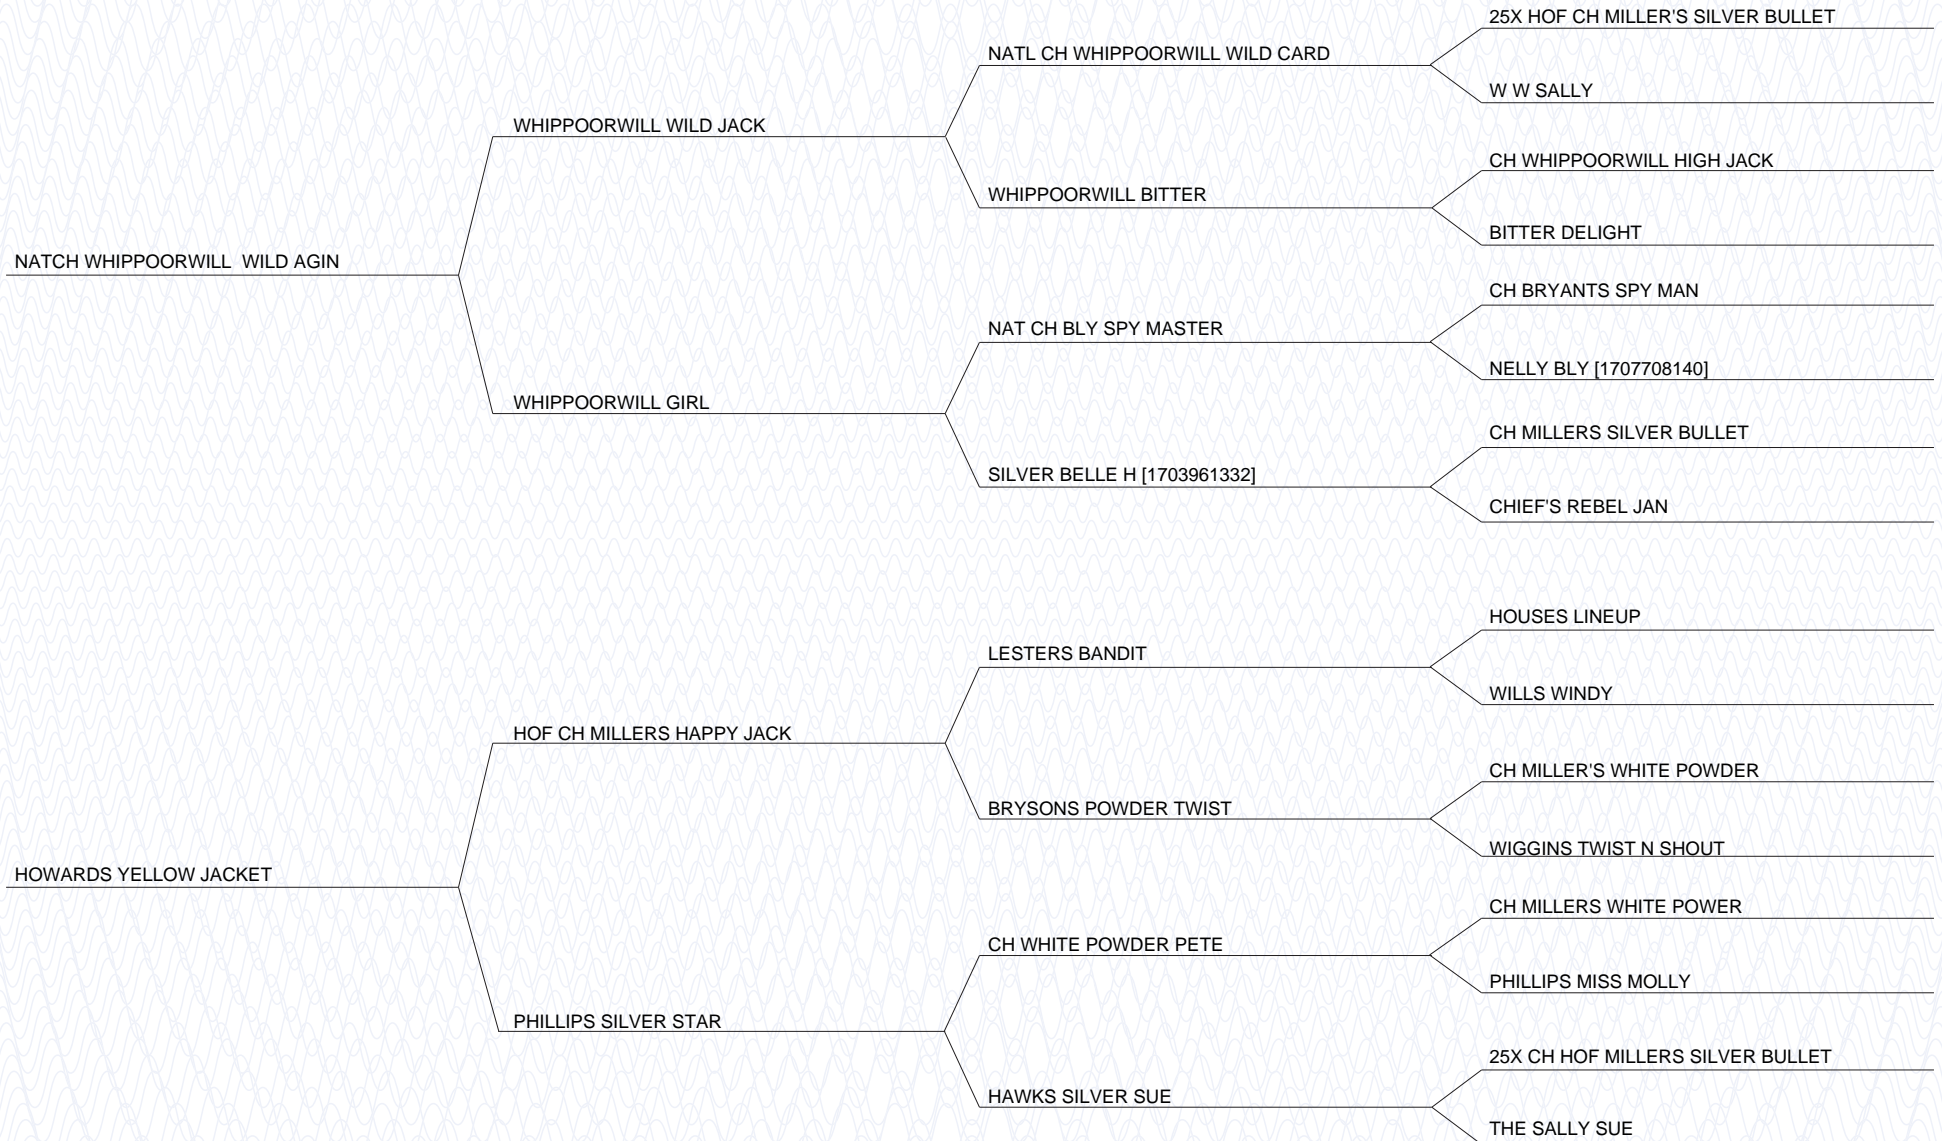 25X HOF CH MILLER'S SILVER BULLET
NATL CH WHIPPOORWILL WILD CARD
W W SALLY
WHIPPOORWILL WILD JACK
CH WHIPPOORWILL HIGH JACK
WHIPPOORWILL BITTER
BITTER DELIGHT
NATCH WHIPPOORWILL  WILD AGIN
CH BRYANTS SPY MAN
NAT CH BLY SPY MASTER
NELLY BLY [1707708140]
WHIPPOORWILL GIRL
CH MILLERS SILVER BULLET
SILVER BELLE H [1703961332]
CHIEF'S REBEL JAN
HOUSES LINEUP
LESTERS BANDIT
WILLS WINDY
HOF CH MILLERS HAPPY JACK
CH MILLER'S WHITE POWDER
BRYSONS POWDER TWIST
WIGGINS TWIST N SHOUT
HOWARDS YELLOW JACKET
CH MILLERS WHITE POWER
CH WHITE POWDER PETE
PHILLIPS MISS MOLLY
PHILLIPS SILVER STAR
25X CH HOF MILLERS SILVER BULLET
HAWKS SILVER SUE
THE SALLY SUE